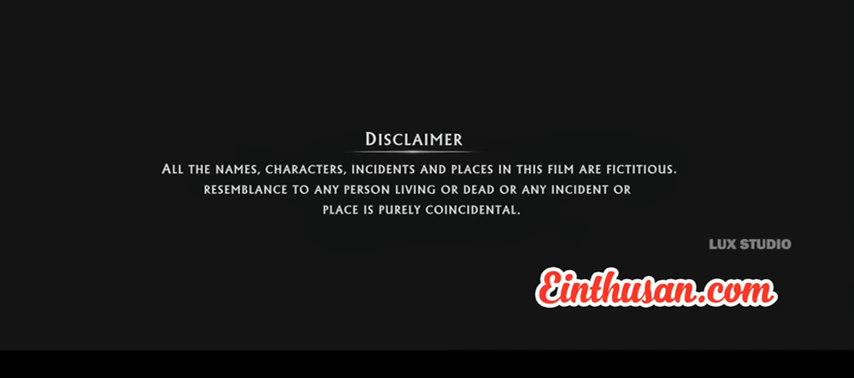 DISCLAIMER
ALL THE NAMES, CHARACTERS, INCIDENTS AND PLACES IN THIS FILM ARE FICTITIOUS.
RESEMBLANCE TO ANY PERSON LIVING OR DEAD OR ANY INCIDENT OR
PLACE IS PURELY COINCIDENTAL.
LUX STUDIO
Einthusan.com